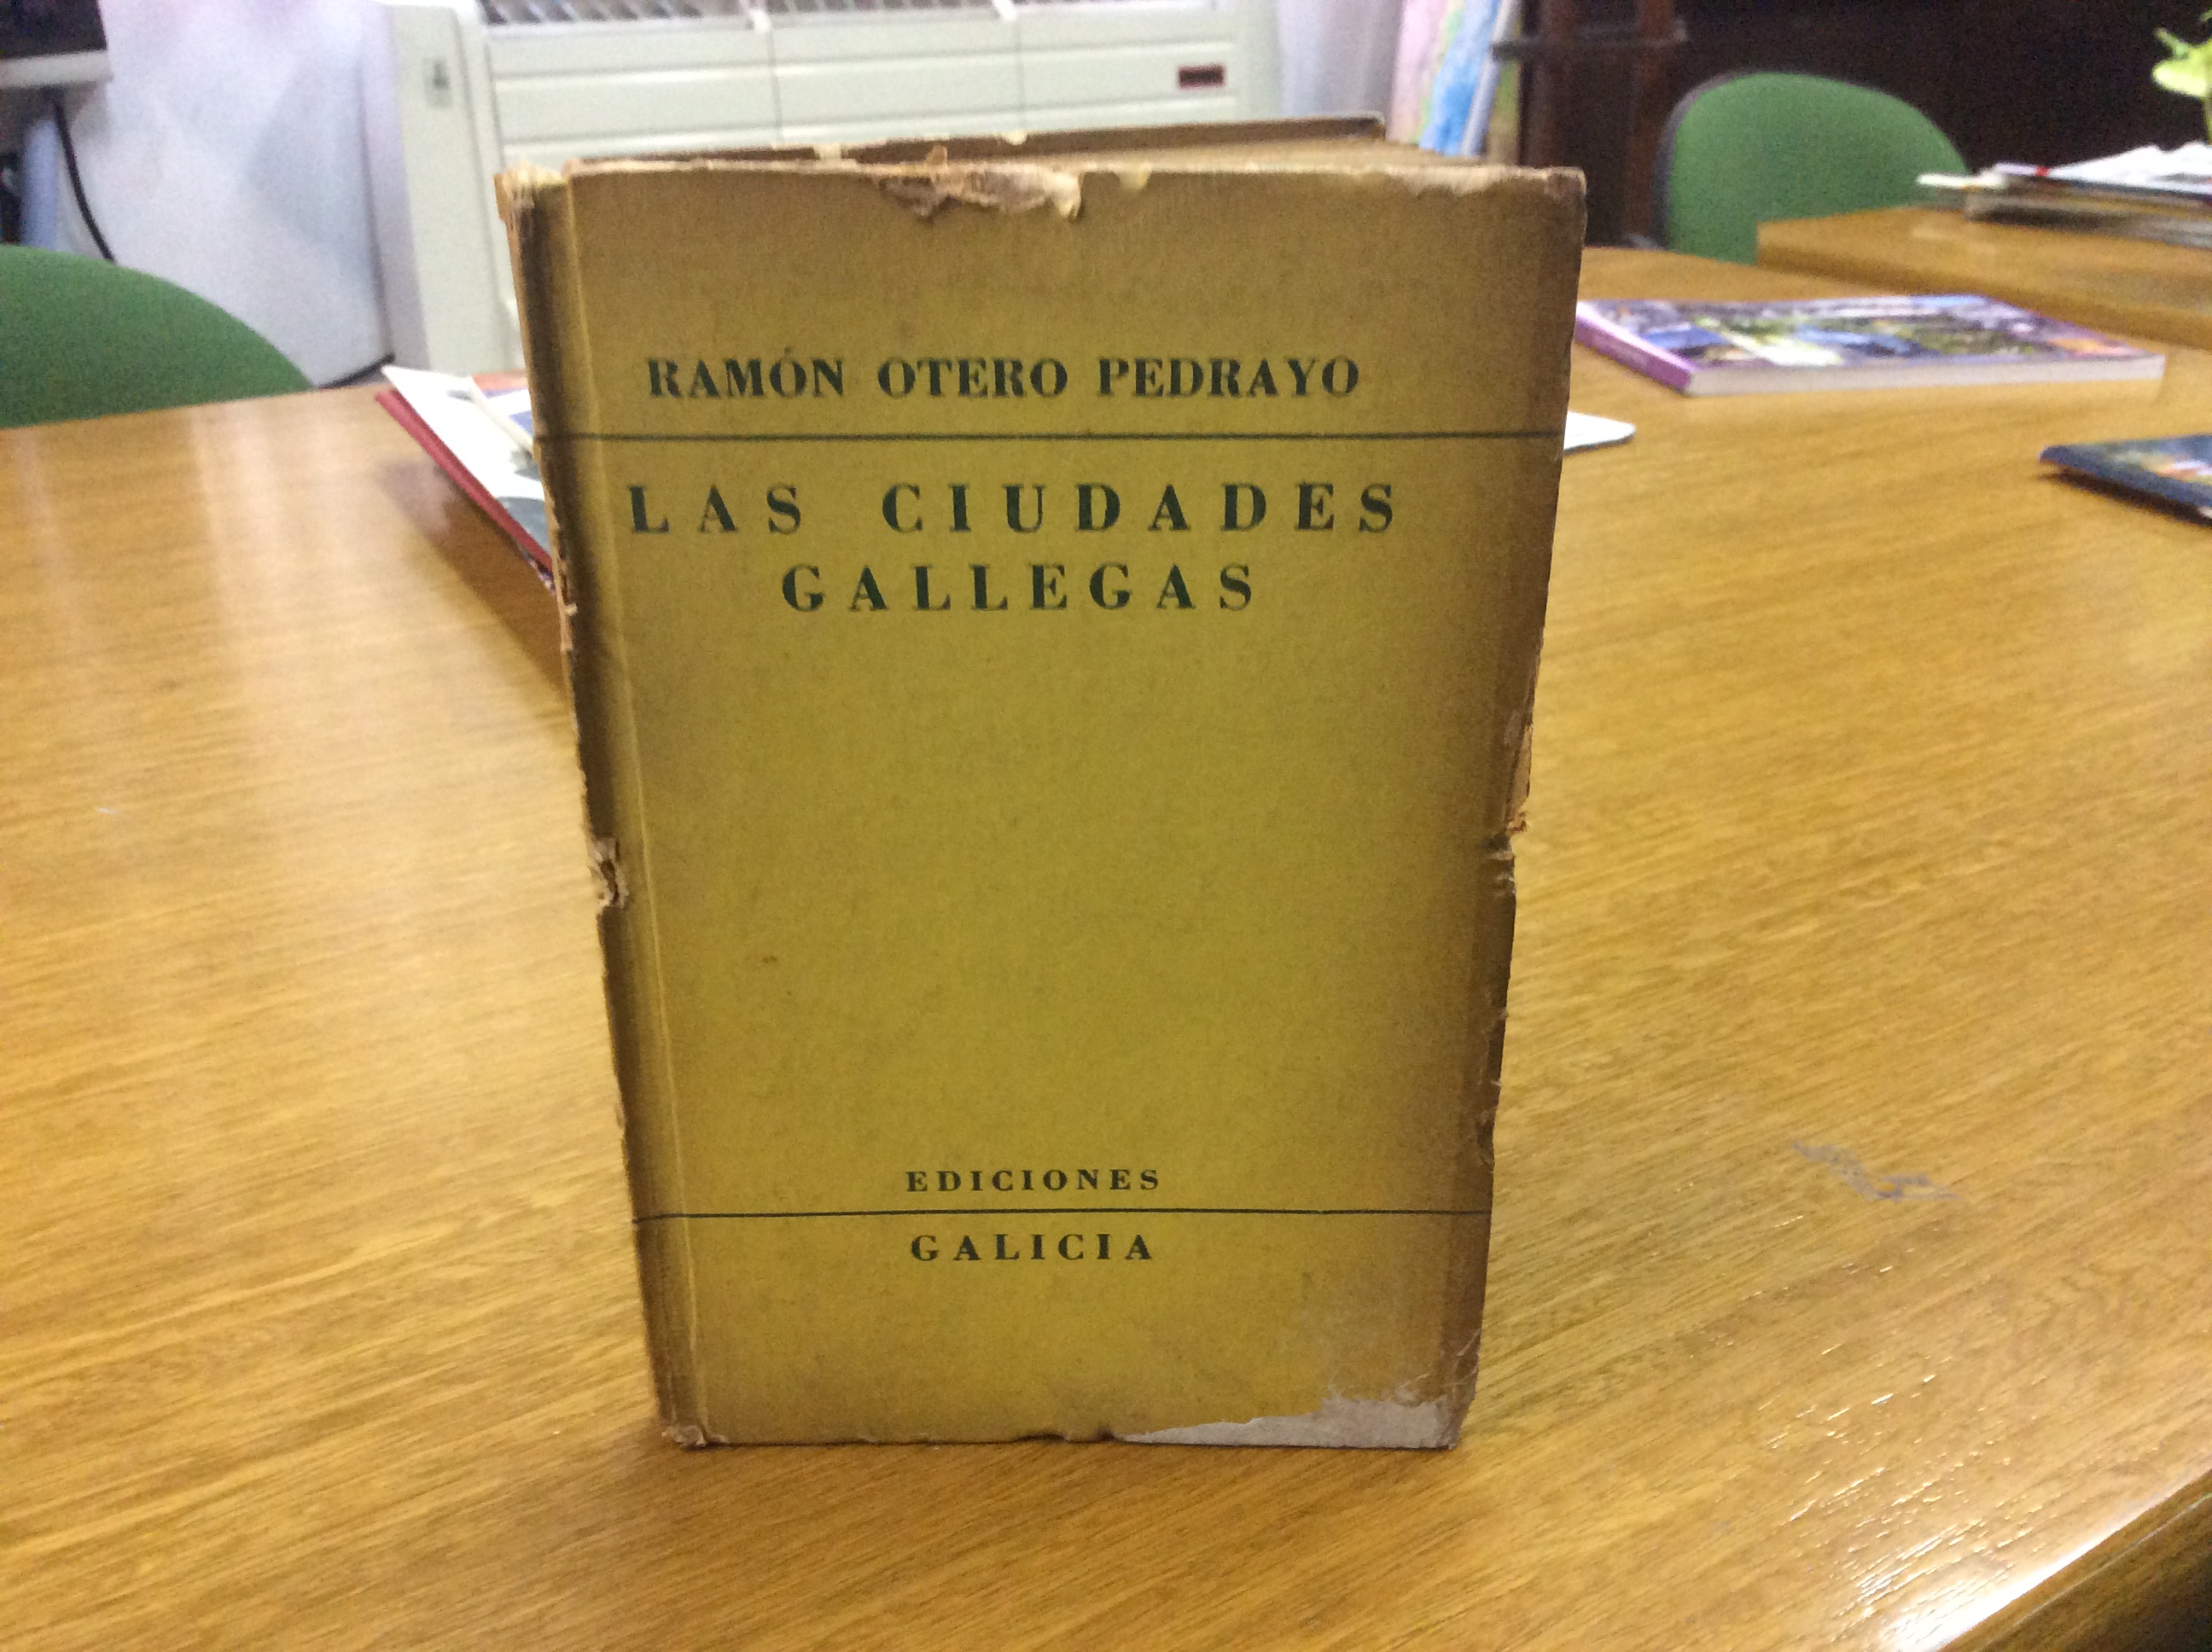 RAMÓN OTERO PEDRAYO
LAS CIUDADES
GALLEGAS
EDICIONES
GALICIA